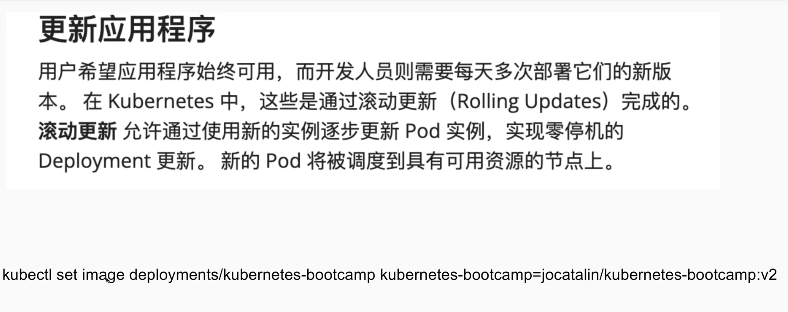 更新应用程序
用户希望应用程序始终可用，而开发人员则需要每天多次部署它们的新版
本。 在 Kubernetes 中，这些是通过滚动更新（Rolling Updates）完成的。
滚动更新 允许通过使用新的实例逐步更新 Pod 实例，实现零停机的
Deployment 更新。 新的 Pod 将被调度到具有可用资源的节点上。
kubectl set image deployments/kubernetes-bootcamp kubernetes-bootcamp=jocatalin/kubernetes-bootcamp:v2